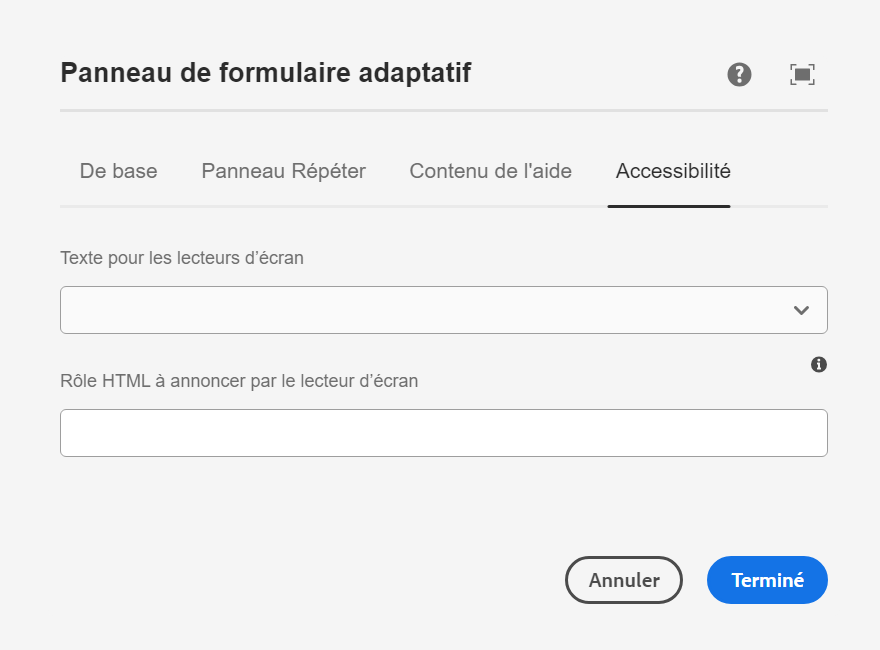 Panneau de formulaire adaptatif
De base Panneau Répéter Contenu de l'aide Accessibilité
Texte pour les lecteurs d’écran
Rôle HTML à annoncer par le lecteur d’écran
Annuler Terminé